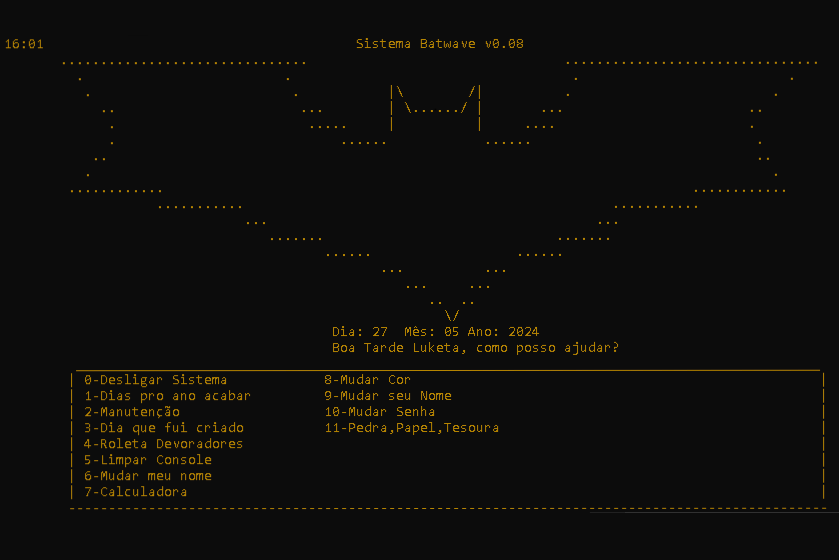 16:01 Sistema Batwave v0.08
Dia: 27 Mês: 05 Ano: 2024
Boa Tarde Luketa, como posso ajudar?
0-Desligar Sistema 8-Mudar Cor
1-Dias pro ano acabar 9-Mudar seu Nome
2-Manutenção 10-Mudar Senha
3-Dia que fui criado 11-Pedra,Papel,Tesoura
4-Roleta Devoradores
5-Limpar Console
6-Mudar meu nome
7-Calculadora